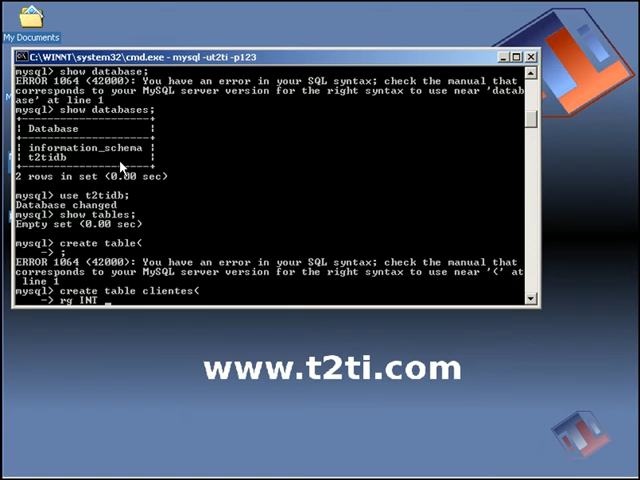 My Documents
C:\WINNT\system32\cmd.exe - mysql -ut2ti -p123
mysql> show database;
ERROR 1064 (42000): You have an error in your SQL syntax; check the manual that
corresponds to your MySQL server version for the right syntax to use near 'datab
ase' at line 1
mysql> show databases;
+--------------------+
| Database           |
+--------------------+
| information_schema |
| t2tidb             |
+--------------------+
2 rows in set (0.00 sec)
mysql> use t2tidb;
Database changed
mysql> show tables;
Empty set (0.00 sec)
mysql> create table(
-> ;
ERROR 1064 (42000): You have an error in your SQL syntax; check the manual that
corresponds to your MySQL server version for the right syntax to use near '(' at
line 1
mysql> create table clientes(
-> rg INT _
www.t2ti.com